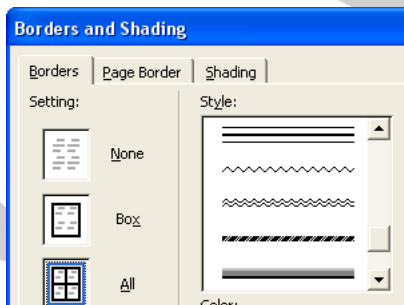 Borders and Shading
Borders Page Border Shading
Setting: Style:
None
Box
All
Color: